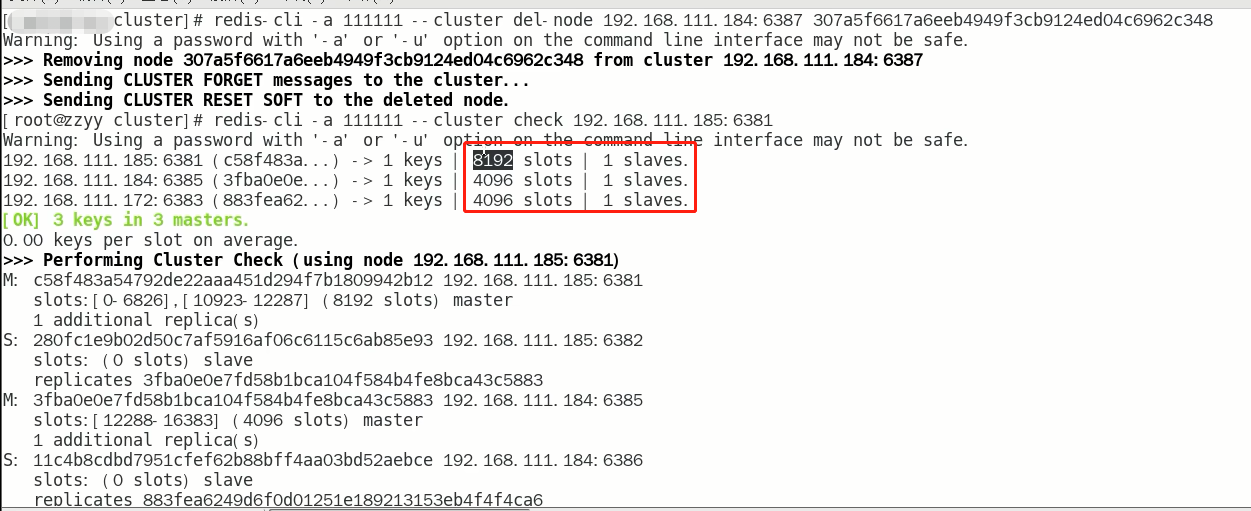 cluster]# redis-cli -a 111111 --cluster del-node 192.168.111.184:6387 307a5f6617a6eeb4949f3cb9124ed04c6962c348
Warning: Using a password with '-a' or '-u' option on the command line interface may not be safe.
>>> Removing node 307a5f6617a6eeb4949f3cb9124ed04c6962c348 from cluster 192.168.111.184:6387
>>> Sending CLUSTER FORGET messages to the cluster...
>>> Sending CLUSTER RESET SOFT to the deleted node.
[root@zzyy cluster]# redis-cli -a 111111 --cluster check 192.168.111.185:6381
Warning: Using a password with '-a' or '-u' option on the command line interface may not be safe.
192.168.111.185:6381 (c58f483a...) -> 1 keys | 8192 slots | 1 slaves.
192.168.111.184:6385 (3fba0e0e...) -> 1 keys | 4096 slots | 1 slaves.
192.168.111.172:6383 (883fea62...) -> 1 keys | 4096 slots | 1 slaves.
[OK] 3 keys in 3 masters.
0.00 keys per slot on average.
>>> Performing Cluster Check (using node 192.168.111.185:6381)
M: c58f483a54792de22aaa451d294f7b1809942b12 192.168.111.185:6381
slots:[0-6826],[10923-12287] (8192 slots) master
1 additional replica(s)
S: 280fc1e9b02d50c7af5916af06c6115c6ab85e93 192.168.111.185:6382
slots: (0 slots) slave
replicates 3fba0e0e7fd58b1bca104f584b4fe8bca43c5883
M: 3fba0e0e7fd58b1bca104f584b4fe8bca43c5883 192.168.111.184:6385
slots:[12288-16383] (4096 slots) master
1 additional replica(s)
S: 11c4b8cdbd7951cfef62b88bff4aa03bd52aebce 192.168.111.184:6386
slots: (0 slots) slave
replicates 883fea6249d6f0d01251e189213153eb4f4f4ca6